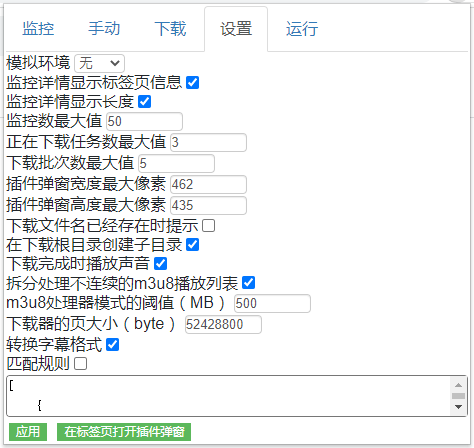 监控 手动 下载 设置 运行
模拟环境 无
监控详情显示标签页信息
监控详情显示长度
监控数最大值 50
正在下载任务数最大值 3
下载批次数最大值 5
插件弹窗宽度最大像素 462
插件弹窗高度最大像素 435
下载文件名已经存在时提示
在下载根目录创建子目录
下载完成时播放声音
拆分处理不连续的m3u8播放列表
m3u8处理器模式的阈值（MB） 500
下载器的页大小（byte） 52428800
转换字幕格式
匹配规则
[
{
应用 在标签页打开插件弹窗